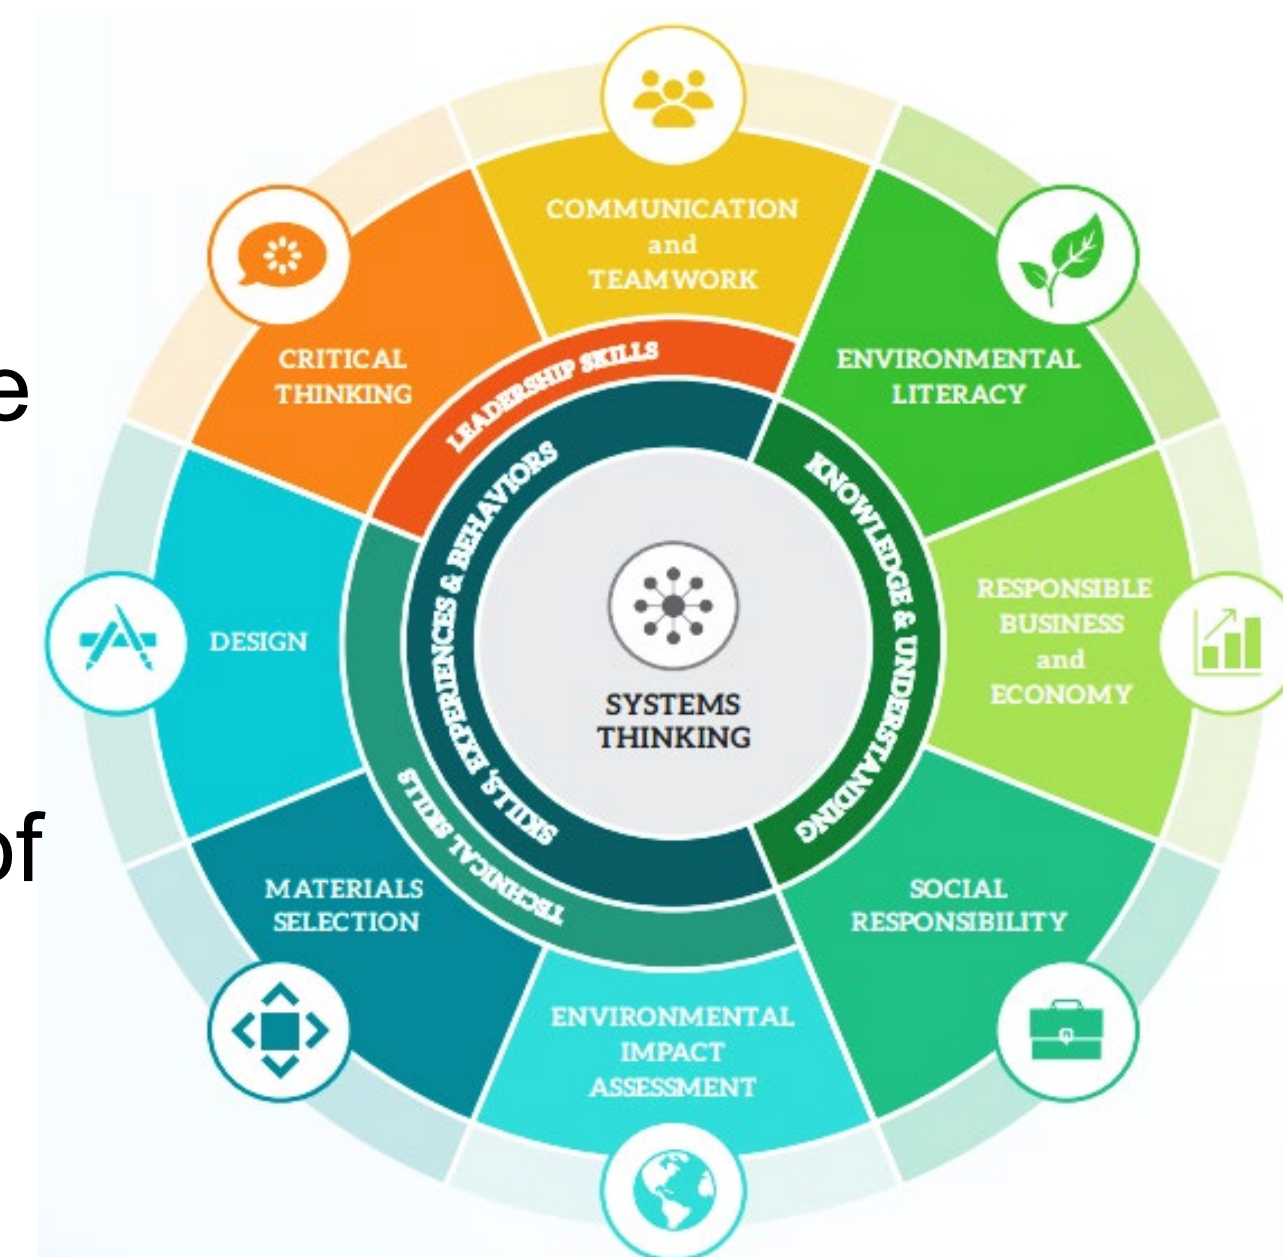 COMMUNICATION
and
TEAMWORK
CRITICAL
THINKING
LEADERSHIP SKILLS
ENVIRONMENTAL
LITERACY
e
SKILLS, EXPERIENCES & BEHAVIORS
KNOWLEDGE & UNDERSTANDING
RESPONSIBLE
BUSINESS
and
ECONOMY
DESIGN
SYSTEMS
THINKING
TECHNICAL SKILLS
of
MATERIALS
SELECTION
SOCIAL
RESPONSIBILITY
ENVIRONMENTAL
IMPACT
ASSESSMENT